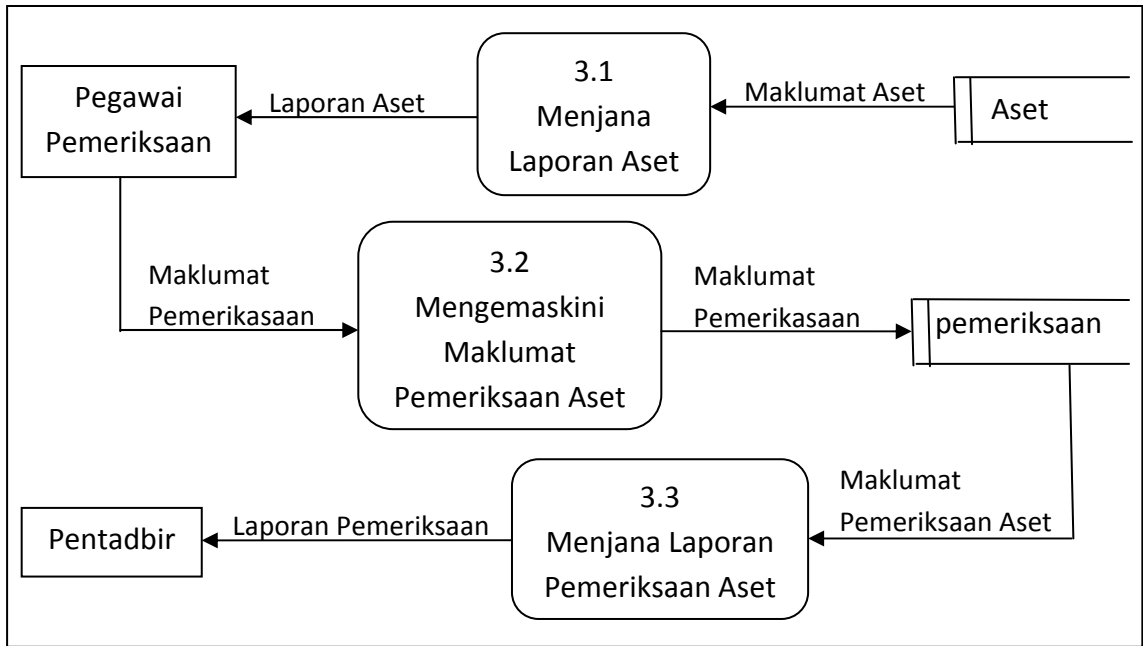 Pegawai
Pemeriksaan
Laporan Aset
3.1
Menjana
Laporan Aset
Maklumat Aset
Aset
Maklumat
Pemerikasaan
3.2
Mengemaskini
Maklumat
Pemeriksaan Aset
Maklumat
Pemerikasaan
pemeriksaan
Pentadbir
Laporan Pemeriksaan
3.3
Menjana Laporan
Pemeriksaan Aset
Maklumat
Pemeriksaan Aset